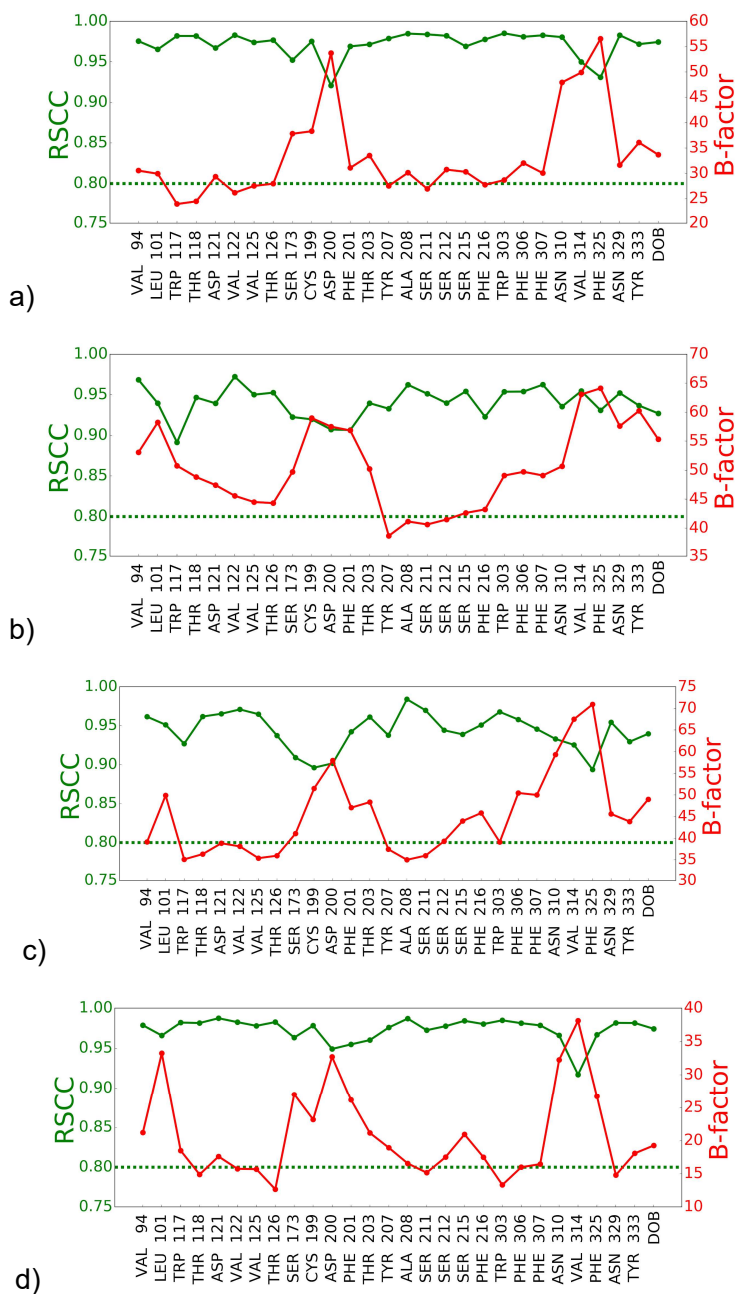 a)
RSCC
1.00
0.95
0.90
0.85
0.80
0.75
B-factor
60
55
50
45
40
35
30
25
20
VAL 94
LEU 101
TRP 117
THR 118
ASP 121
VAL 122
VAL 125
THR 126
SER 173
CYS 199
ASP 200
PHE 201
THR 203
TYR 207
ALA 208
SER 211
SER 212
SER 215
PHE 216
TRP 303
PHE 306
PHE 307
ASN 310
VAL 314
PHE 325
ASN 329
TYR 333
DOB
b)
RSCC
1.00
0.95
0.90
0.85
0.80
0.75
B-factor
70
65
60
55
50
45
40
35
VAL 94
LEU 101
TRP 117
THR 118
ASP 121
VAL 122
VAL 125
THR 126
SER 173
CYS 199
ASP 200
PHE 201
THR 203
TYR 207
ALA 208
SER 211
SER 212
SER 215
PHE 216
TRP 303
PHE 306
PHE 307
ASN 310
VAL 314
PHE 325
ASN 329
TYR 333
DOB
c)
RSCC
1.00
0.95
0.90
0.85
0.80
0.75
B-factor
75
70
65
60
55
50
45
40
35
30
VAL 94
LEU 101
TRP 117
THR 118
ASP 121
VAL 122
VAL 125
THR 126
SER 173
CYS 199
ASP 200
PHE 201
THR 203
TYR 207
ALA 208
SER 211
SER 212
SER 215
PHE 216
TRP 303
PHE 306
PHE 307
ASN 310
VAL 314
PHE 325
ASN 329
TYR 333
DOB
d)
RSCC
1.00
0.95
0.90
0.85
0.80
0.75
B-factor
40
35
30
25
20
15
10
VAL 94
LEU 101
TRP 117
THR 118
ASP 121
VAL 122
VAL 125
THR 126
SER 173
CYS 199
ASP 200
PHE 201
THR 203
TYR 207
ALA 208
SER 211
SER 212
SER 215
PHE 216
TRP 303
PHE 306
PHE 307
ASN 310
VAL 314
PHE 325
ASN 329
TYR 333
DOB